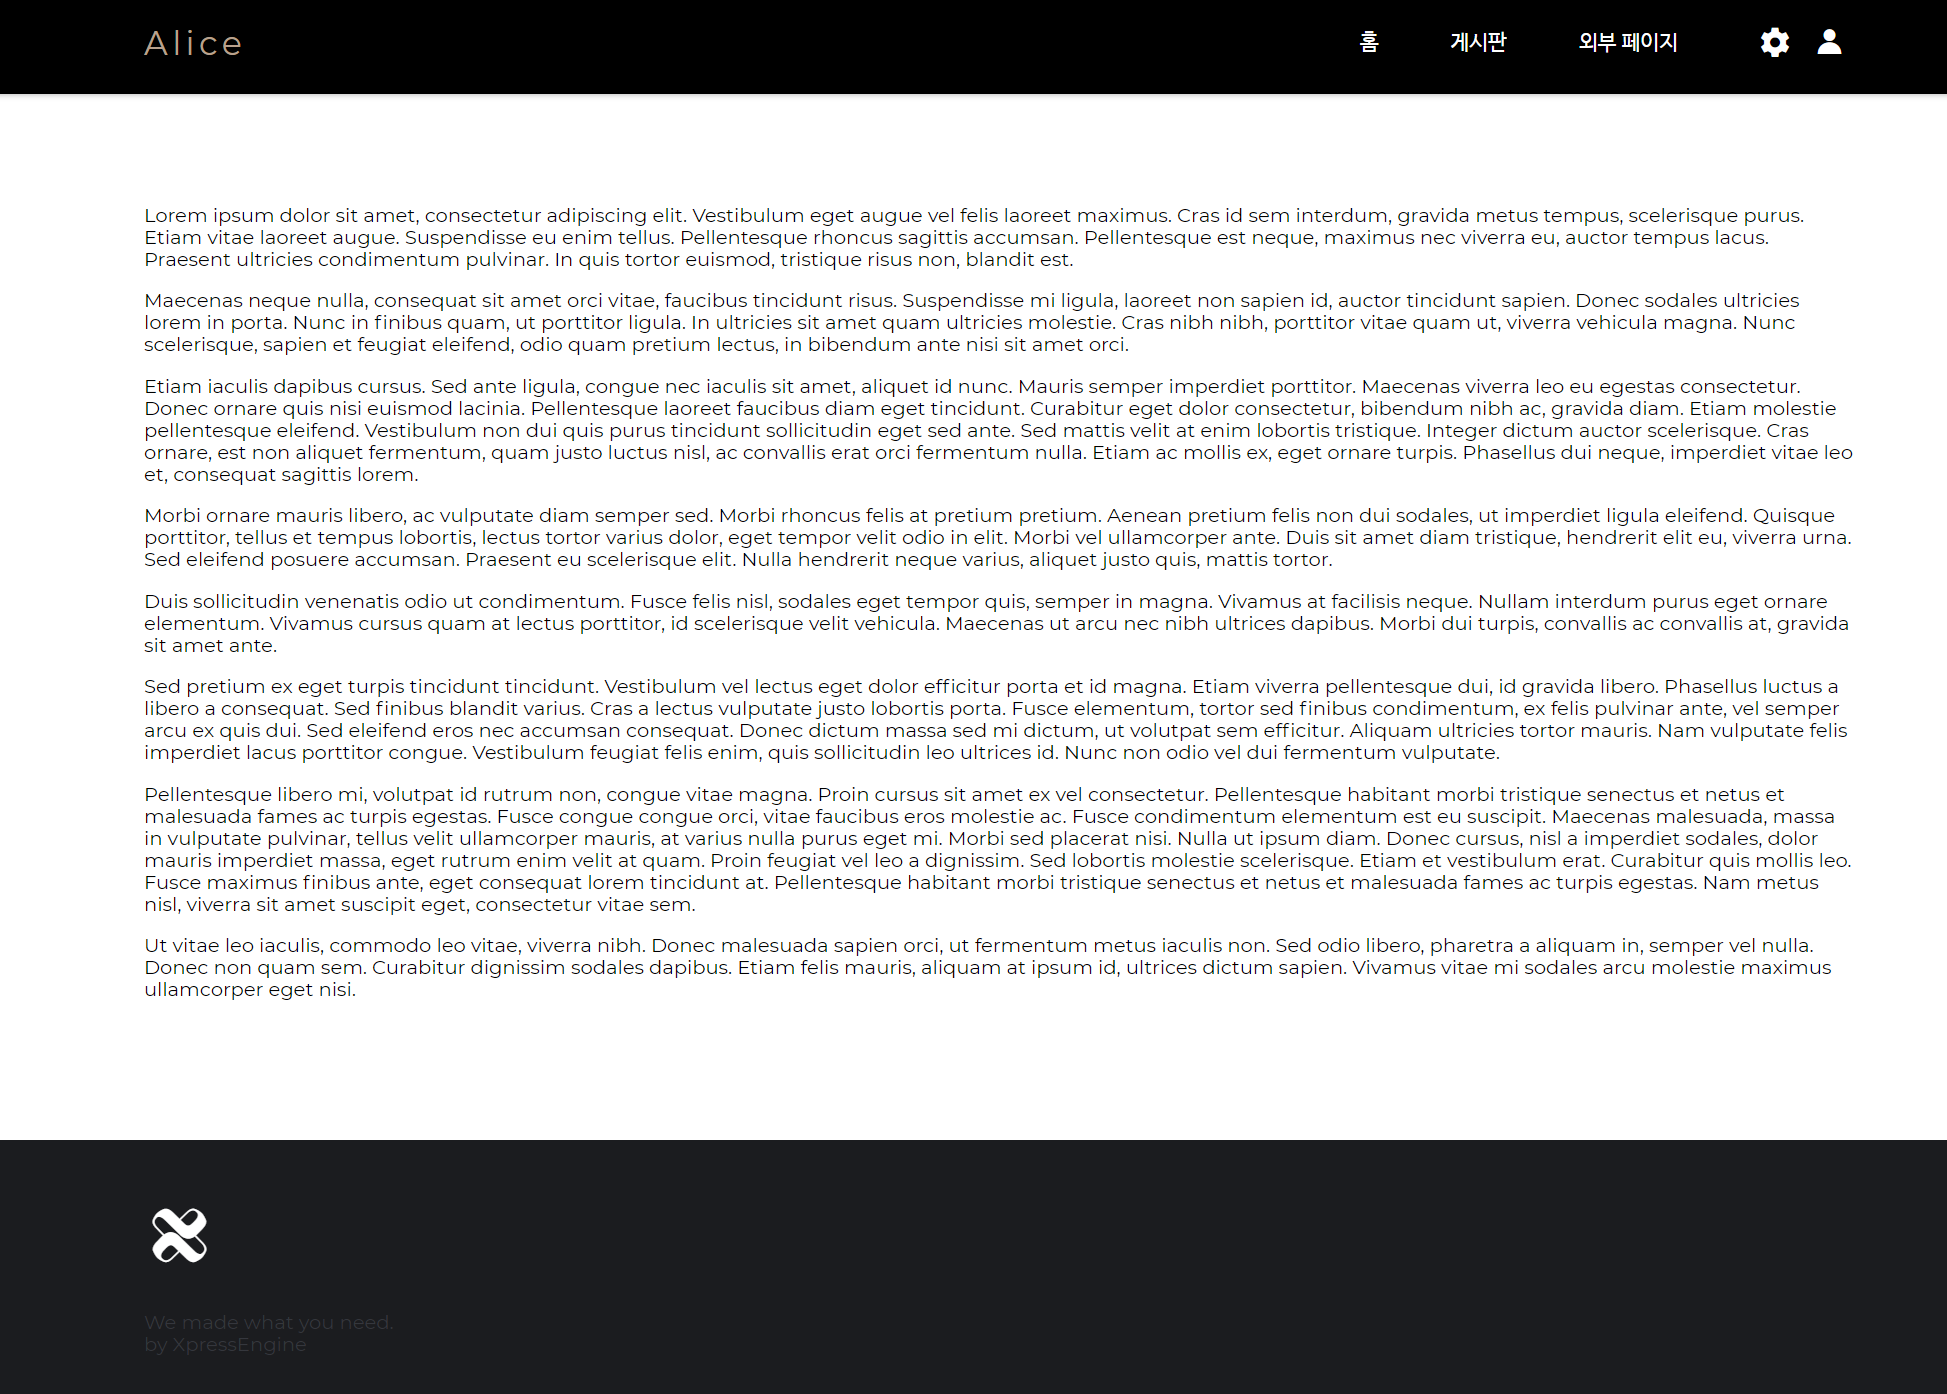 Alice
홈
게시판
외부 페이지
Lorem ipsum dolor sit amet, consectetur adipiscing elit. Vestibulum eget augue vel felis laoreet maximus. Cras id sem interdum, gravida metus tempus, scelerisque purus.
Etiam vitae laoreet augue. Suspendisse eu enim tellus. Pellentesque rhoncus sagittis accumsan. Pellentesque est neque, maximus nec viverra eu, auctor tempus lacus.
Praesent ultricies condimentum pulvinar. In quis tortor euismod, tristique risus non, blandit est.
Maecenas neque nulla, consequat sit amet orci vitae, faucibus tincidunt risus. Suspendisse mi ligula, laoreet non sapien id, auctor tincidunt sapien. Donec sodales ultricies
lorem in porta. Nunc in finibus quam, ut porttitor ligula. In ultricies sit amet quam ultricies molestie. Cras nibh nibh, porttitor vitae quam ut, viverra vehicula magna. Nunc
scelerisque, sapien et feugiat eleifend, odio quam pretium lectus, in bibendum ante nisi sit amet orci.
Etiam iaculis dapibus cursus. Sed ante ligula, congue nec iaculis sit amet, aliquet id nunc. Mauris semper imperdiet porttitor. Maecenas viverra leo eu egestas consectetur.
Donec ornare quis nisi euismod lacinia. Pellentesque laoreet faucibus diam eget tincidunt. Curabitur eget dolor consectetur, bibendum nibh ac, gravida diam. Etiam molestie
pellentesque eleifend. Vestibulum non dui quis purus tincidunt sollicitudin eget sed ante. Sed mattis velit at enim lobortis tristique. Integer dictum auctor scelerisque. Cras
ornare, est non aliquet fermentum, quam justo luctus nisl, ac convallis erat orci fermentum nulla. Etiam ac mollis ex, eget ornare turpis. Phasellus dui neque, imperdiet vitae leo
et, consequat sagittis lorem.
Morbi ornare mauris libero, ac vulputate diam semper sed. Morbi rhoncus felis at pretium pretium. Aenean pretium felis non dui sodales, ut imperdiet ligula eleifend. Quisque
porttitor, tellus et tempus lobortis, lectus tortor varius dolor, eget tempor velit odio in elit. Morbi vel ullamcorper ante. Duis sit amet diam tristique, hendrerit elit eu, viverra urna.
Sed eleifend posuere accumsan. Praesent eu scelerisque elit. Nulla hendrerit neque varius, aliquet justo quis, mattis tortor.
Duis sollicitudin venenatis odio ut condimentum. Fusce felis nisl, sodales eget tempor quis, semper in magna. Vivamus at facilisis neque. Nullam interdum purus eget ornare
elementum. Vivamus cursus quam at lectus porttitor, id scelerisque velit vehicula. Maecenas ut arcu nec nibh ultrices dapibus. Morbi dui turpis, convallis ac convallis at, gravida
sit amet ante.
Sed pretium ex eget turpis tincidunt tincidunt. Vestibulum vel lectus eget dolor efficitur porta et id magna. Etiam viverra pellentesque dui, id gravida libero. Phasellus luctus a
libero a consequat. Sed finibus blandit varius. Cras a lectus vulputate justo lobortis porta. Fusce elementum, tortor sed finibus condimentum, ex felis pulvinar ante, vel semper
arcu ex quis dui. Sed eleifend eros nec accumsan consequat. Donec dictum massa sed mi dictum, ut volutpat sem efficitur. Aliquam ultricies tortor mauris. Nam vulputate felis
imperdiet lacus porttitor congue. Vestibulum feugiat felis enim, quis sollicitudin leo ultrices id. Nunc non odio vel dui fermentum vulputate.
Pellentesque libero mi, volutpat id rutrum non, congue vitae magna. Proin cursus sit amet ex vel consectetur. Pellentesque habitant morbi tristique senectus et netus et
malesuada fames ac turpis egestas. Fusce congue congue orci, vitae faucibus eros molestie ac. Fusce condimentum elementum est eu suscipit. Maecenas malesuada, massa
in vulputate pulvinar, tellus velit ullamcorper mauris, at varius nulla purus eget mi. Morbi sed placerat nisi. Nulla ut ipsum diam. Donec cursus, nisl a imperdiet sodales, dolor
mauris imperdiet massa, eget rutrum enim velit at quam. Proin feugiat vel leo a dignissim. Sed lobortis molestie scelerisque. Etiam et vestibulum erat. Curabitur quis mollis leo.
Fusce maximus finibus ante, eget consequat lorem tincidunt at. Pellentesque habitant morbi tristique senectus et netus et malesuada fames ac turpis egestas. Nam metus
nisl, viverra sit amet suscipit eget, consectetur vitae sem.
Ut vitae leo iaculis, commodo leo vitae, viverra nibh. Donec malesuada sapien orci, ut fermentum metus iaculis non. Sed odio libero, pharetra a aliquam in, semper vel nulla.
Donec non quam sem. Curabitur dignissim sodales dapibus. Etiam felis mauris, aliquam at ipsum id, ultrices dictum sapien. Vivamus vitae mi sodales arcu molestie maximus
ullamcorper eget nisi.
We made what you need.
by XpressEngine